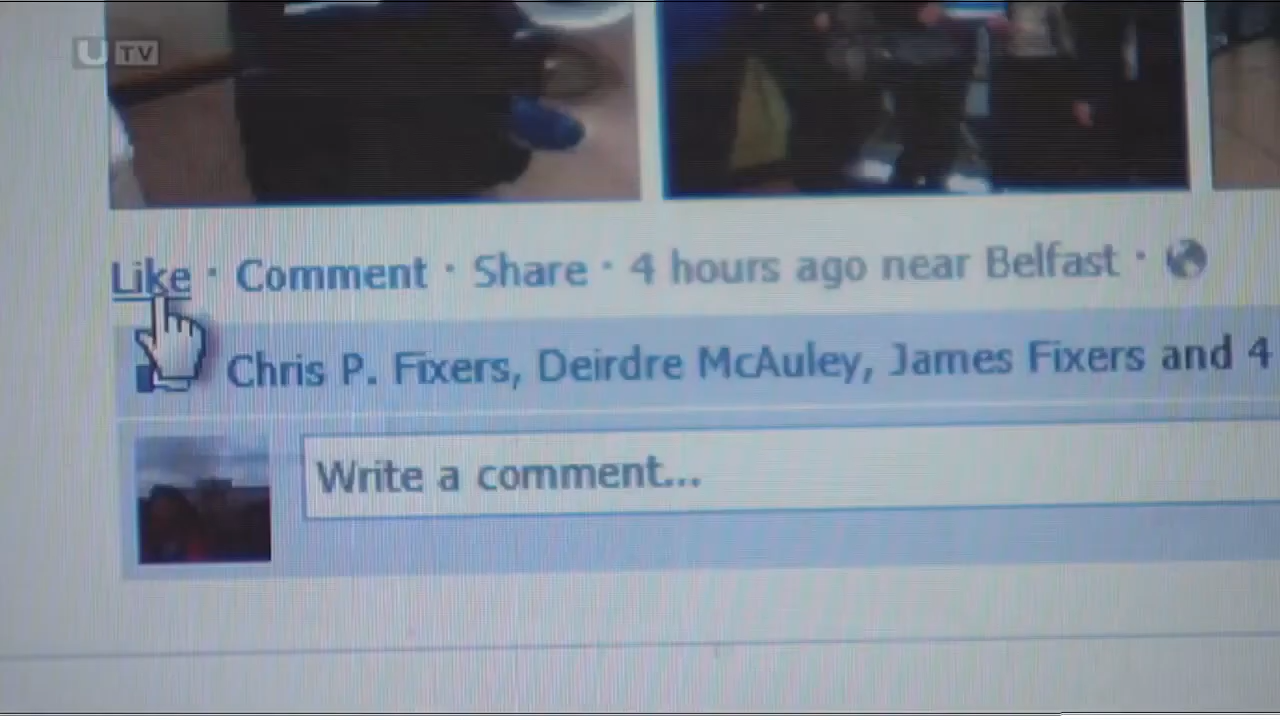 UTV
Like · Comment · Share · 4 hours ago near Belfast ·
Chris P. Fixers, Deirdre McAuley, James Fixers and 4
Write a comment...